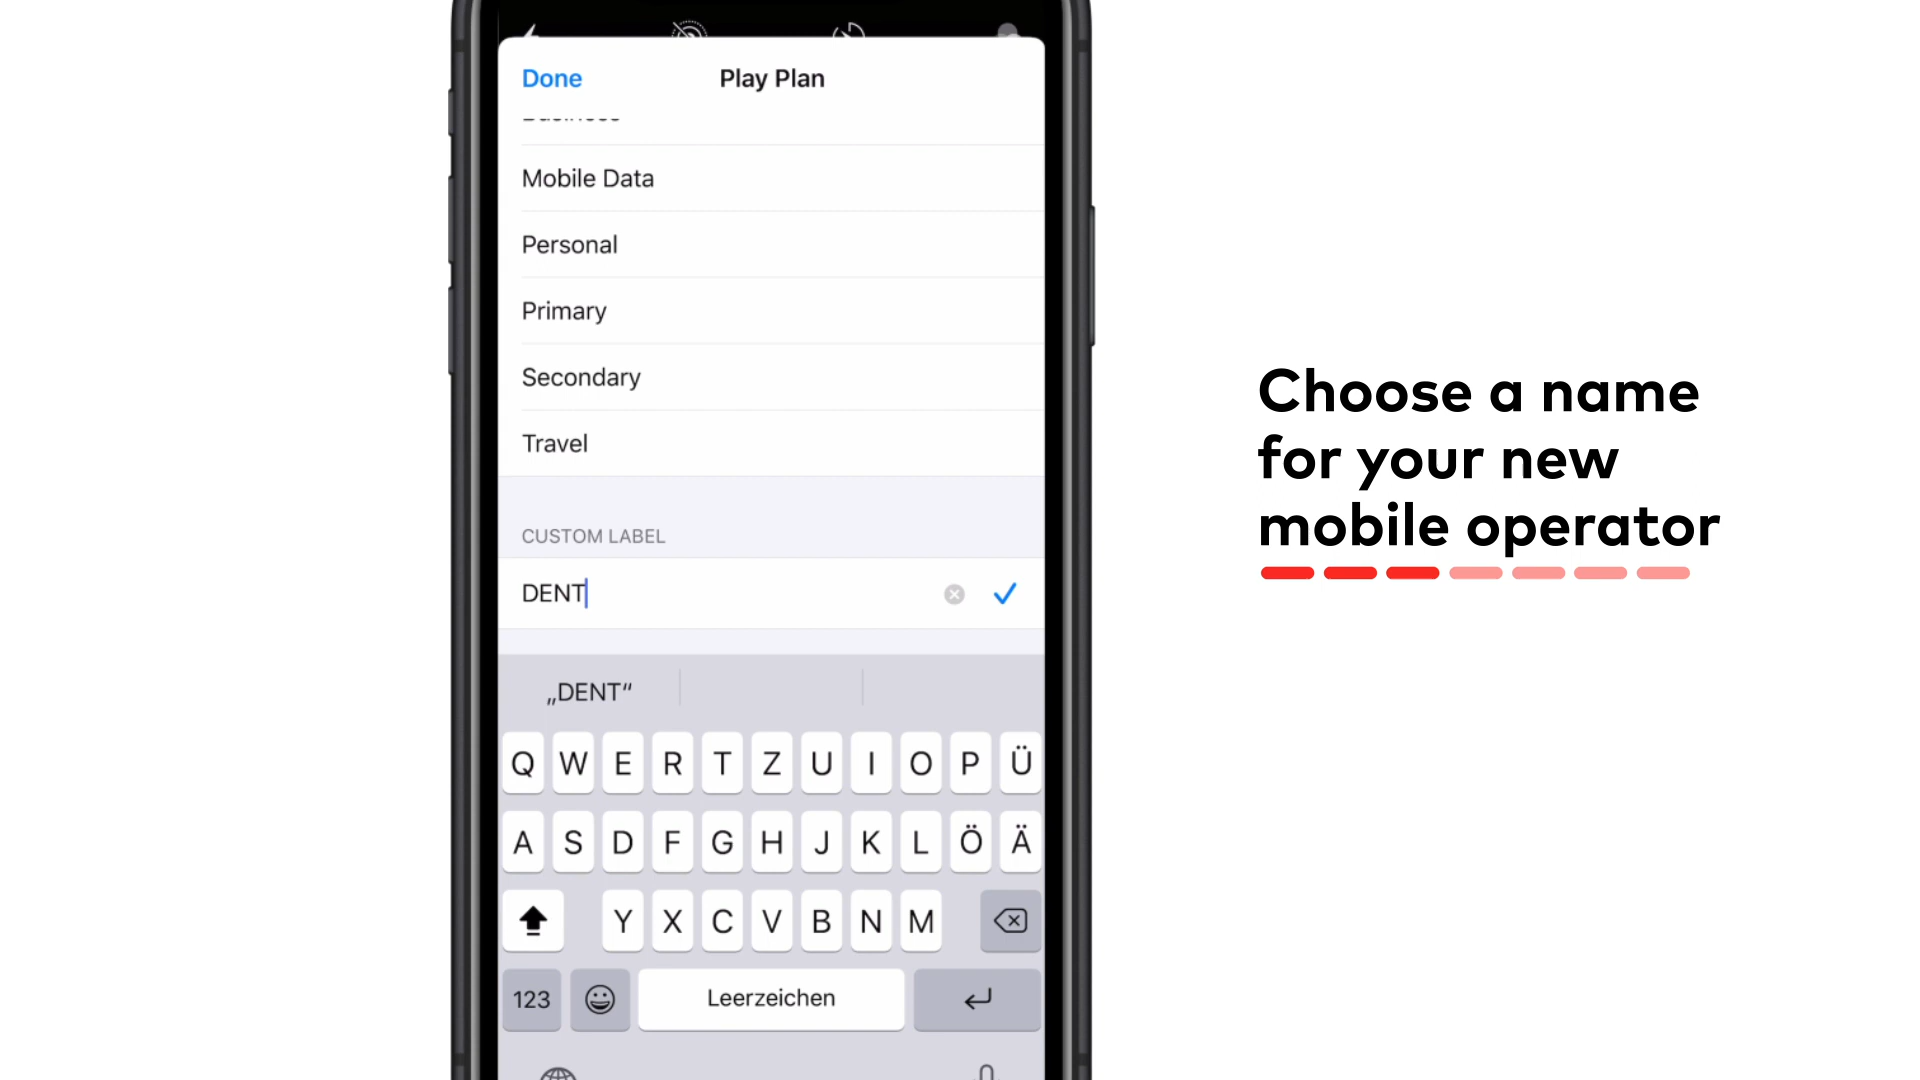 Done
Play Plan
Mobile Data
Personal
Primary
Secondary
Travel
CUSTOM LABEL
DENT
„DENT“
Q W E R T Z U I O P Ü
A S D F G H J K L Ö Ä
Y X C V B N M
123
Leerzeichen
Choose a name
for your new
mobile operator